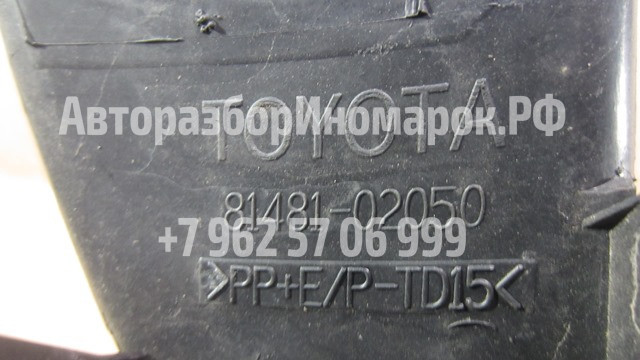 TOYOTA
АвторазборИномарок.РФ
81481-02050
+7 962 57 06 999
>PP+E/P-TD15<